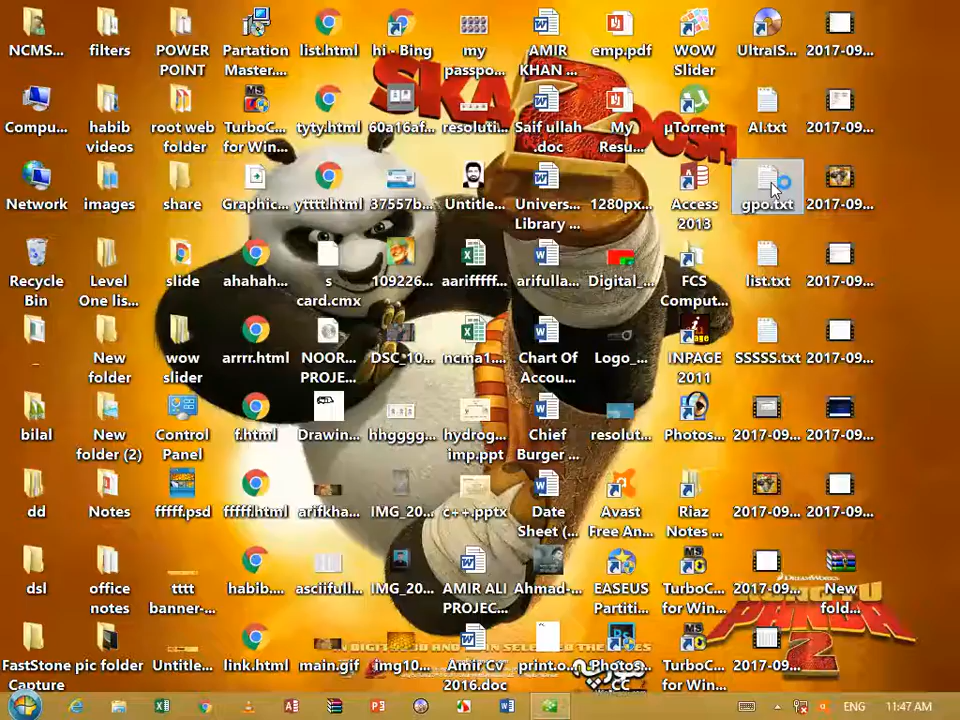 NCMS...
filters
POWER
POINT
Partation
Master....
list.html
hi - Bing
my
passpo...
AMIR
KHAN ...
emp.pdf
WOW
Slider
UltraIS...
2017-09...
Compu...
habib
videos
root web
folder
TurboC...
for Win...
tyty.html
60a16af...
resoluti...
Saif ullah
.doc
My
Resu...
µTorrent
AI.txt
2017-09...
Network
images
share
Graphic...
ytttt.html
37557b...
Untitle...
Univers...
Library ...
1280px...
Access
2013
gpo.txt
2017-09...
Recycle
Bin
Level
One lis...
slide
ahahah...
s
card.cmx
109226...
aarifffff...
arifulla...
Digital_...
FCS
Comput...
list.txt
2017-09...
_
New
folder
wow
slider
arrrr.html
NOOR...
PROJE...
DSC_10...
ncma1....
Chart Of
Accou...
Logo_...
INPAGE
2011
SSSSS.txt
2017-09...
bilal
New
folder (2)
Control
Panel
f.html
Drawin...
hhgggg...
hydrog...
imp.ppt
Chief
Burger ...
resolut...
Photos...
2017-09...
2017-09...
dd
Notes
fffff.psd
fffff.html
arifkha...
IMG_20...
c++.pptx
Date
Sheet (...
Avast
Free An...
Riaz
Notes ...
2017-09...
2017-09...
dsl
office
notes
tttt
banner-...
habib....
asciifull...
IMG_20...
AMIR ALI
PROJEC...
Ahmad-...
EASEUS
Partiti...
TurboC...
for Win...
2017-09...
New
fold...
FastStone
Capture
pic folder
Untitle...
link.html
main.gif
img10...
Amir Cv
2016.doc
print.o...
Photos...
CC
TurboC...
for Win...
2017-09...
SKA
2
OOSH
DREAMWORKS
2
ENG
11:47 AM